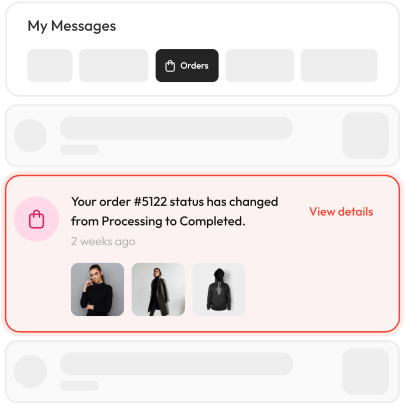 My Messages
Orders
Your order #5122 status has changed
from Processing to Completed.
View details
2 weeks ago